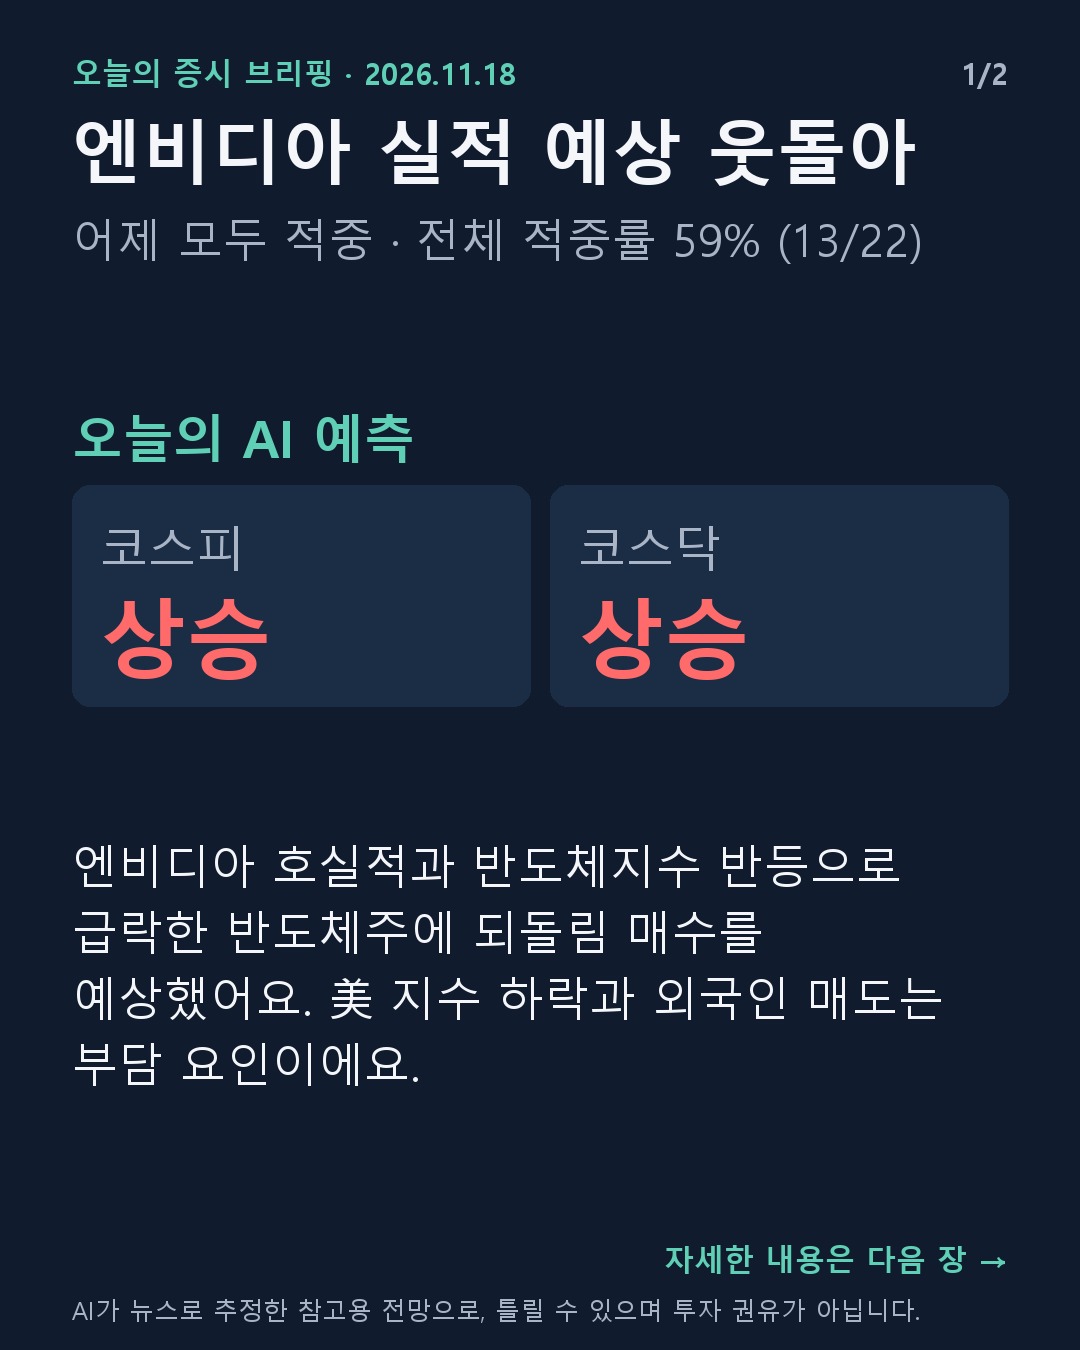 오늘의 증시 브리핑 · 2026.11.18
1/2
엔비디아 실적 예상 웃돌아
어제 모두 적중 · 전체 적중률 59% (13/22)
오늘의 AI 예측
코스피
상승
코스닥
상승
엔비디아 호실적과 반도체지수 반등으로
급락한 반도체주에 되돌림 매수를
예상했어요. 美 지수 하락과 외국인 매도는
부담 요인이에요.
자세한 내용은 다음 장 →
AI가 뉴스로 추정한 참고용 전망으로, 틀릴 수 있으며 투자 권유가 아닙니다.